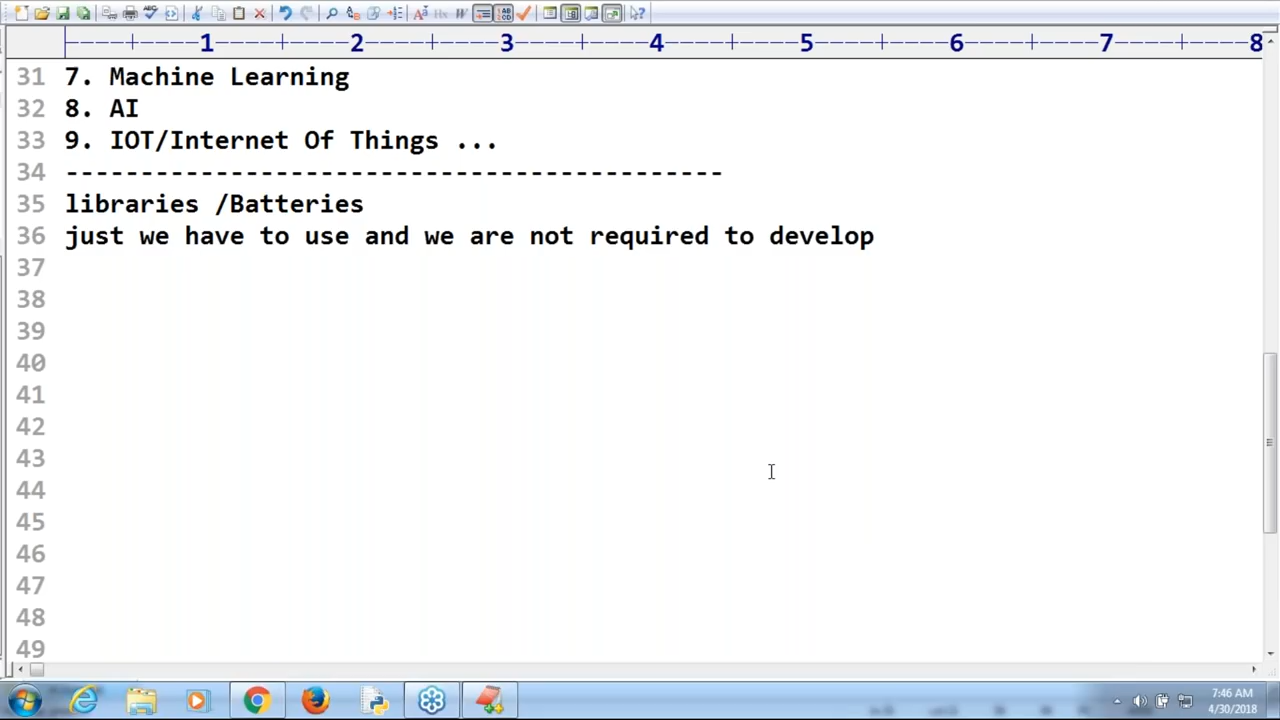 1 2 3 4 5 6 7 8
31 7. Machine Learning
32 8. AI
33 9. IOT/Internet Of Things ...
34 --------------------------------------------
35 libraries /Batteries
36 just we have to use and we are not required to develop
37
38
39
40
41
42
43
44
45
46
47
48
49
7:46 AM
4/30/2018